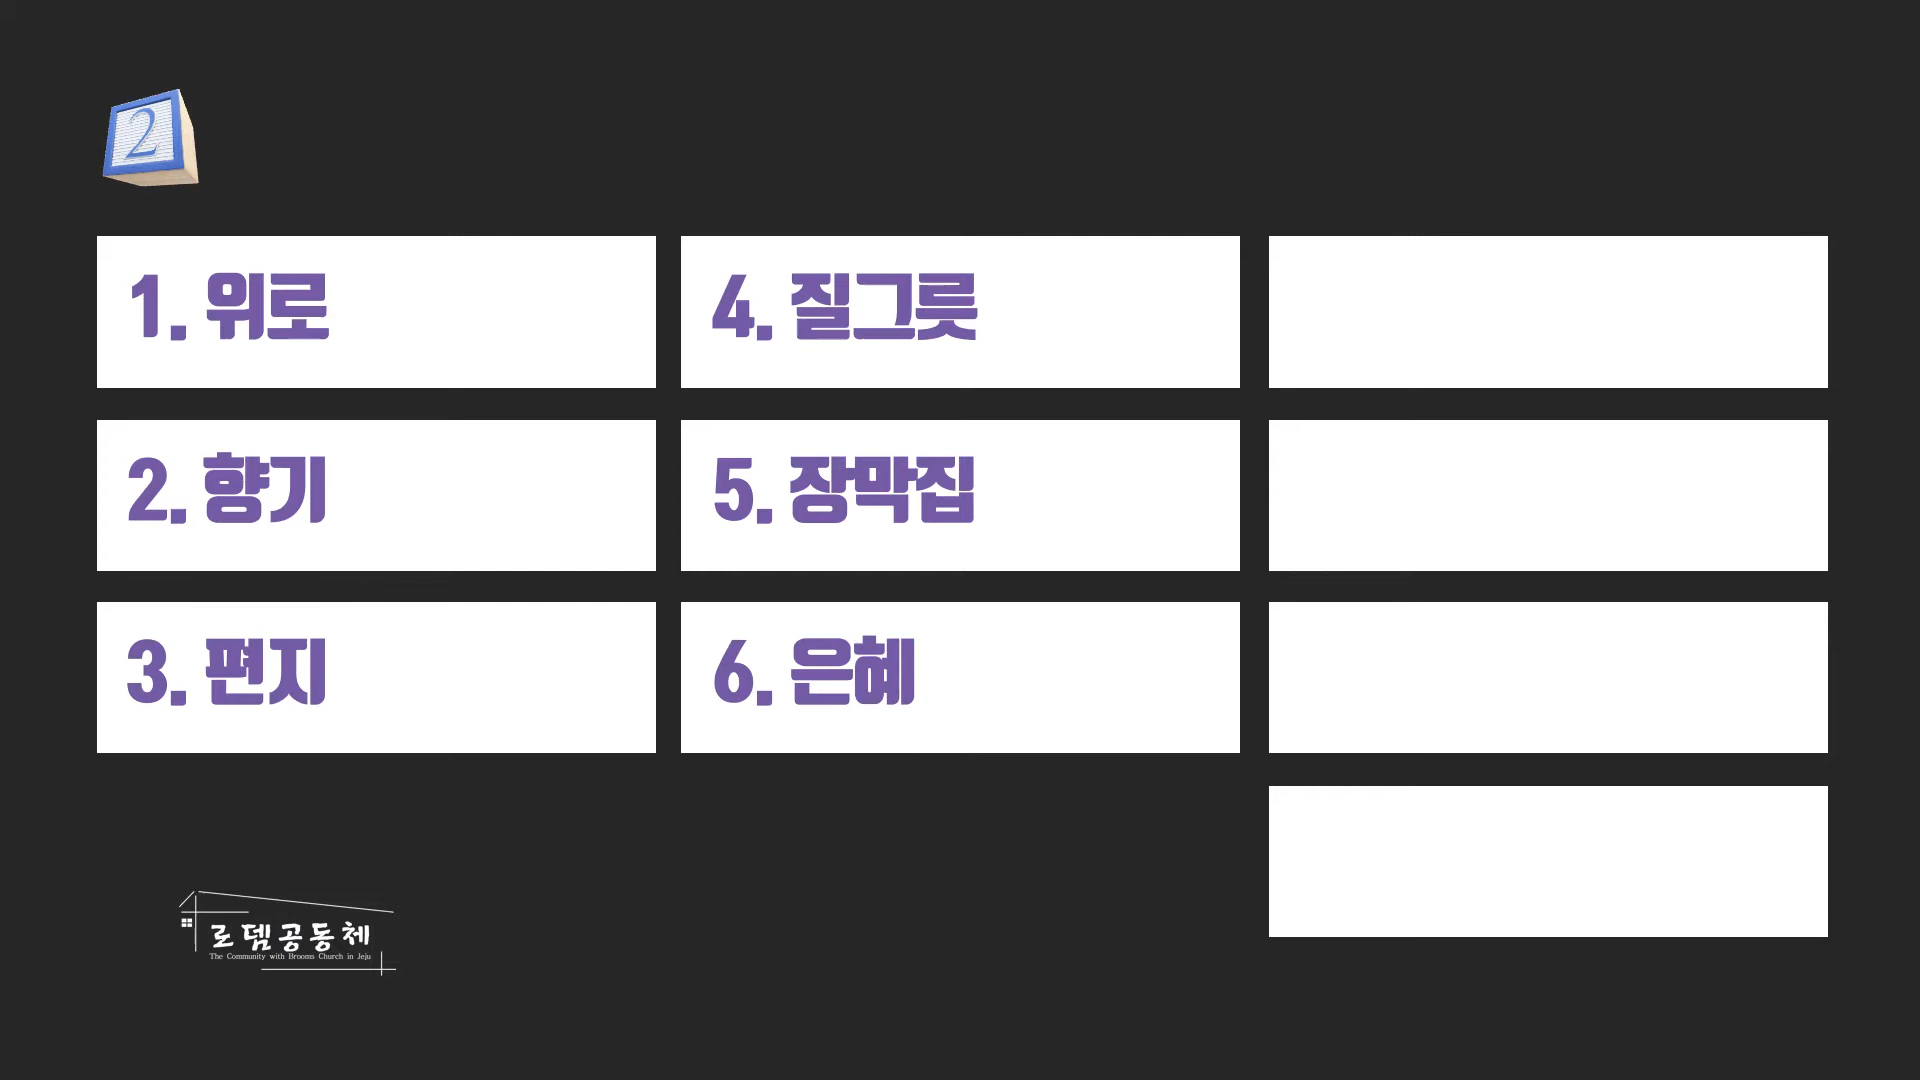 2
1. 위로
2. 향기
3. 편지
4. 질그릇
5. 장막집
6. 은혜
로뎀공동체
The Community with Brooms Church in Jeju